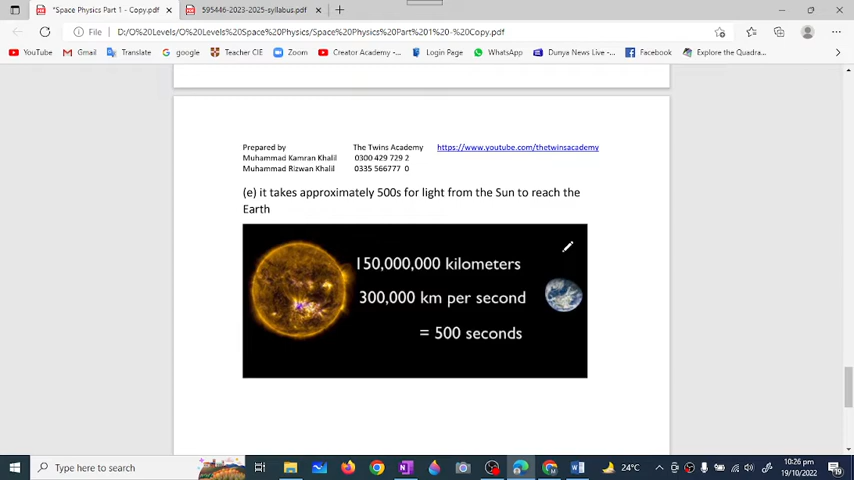 *Space Physics Part 1 - Copy.pdf
595446-2023-2025-syllabus.pdf
File
D:/O%20Levels/O%20Levels%20Space%20Physics/Space%20Physics%20Part%201%20-%20Copy.pdf
YouTube
Gmail
Translate
google
Teacher CIE
Zoom
Creator Academy -...
Login Page
WhatsApp
Dunya News Live -...
Facebook
Explore the Quadra...
Prepared by The Twins Academy https://www.youtube.com/thetwinsacademy
Muhammad Kamran Khalil 0300 429 729 2
Muhammad Rizwan Khalil 0335 566777 0
(e) it takes approximately 500s for light from the Sun to reach the
Earth
150,000,000 kilometers
300,000 km per second
= 500 seconds
Type here to search
24°C
10:26 pm
19/10/2022
19